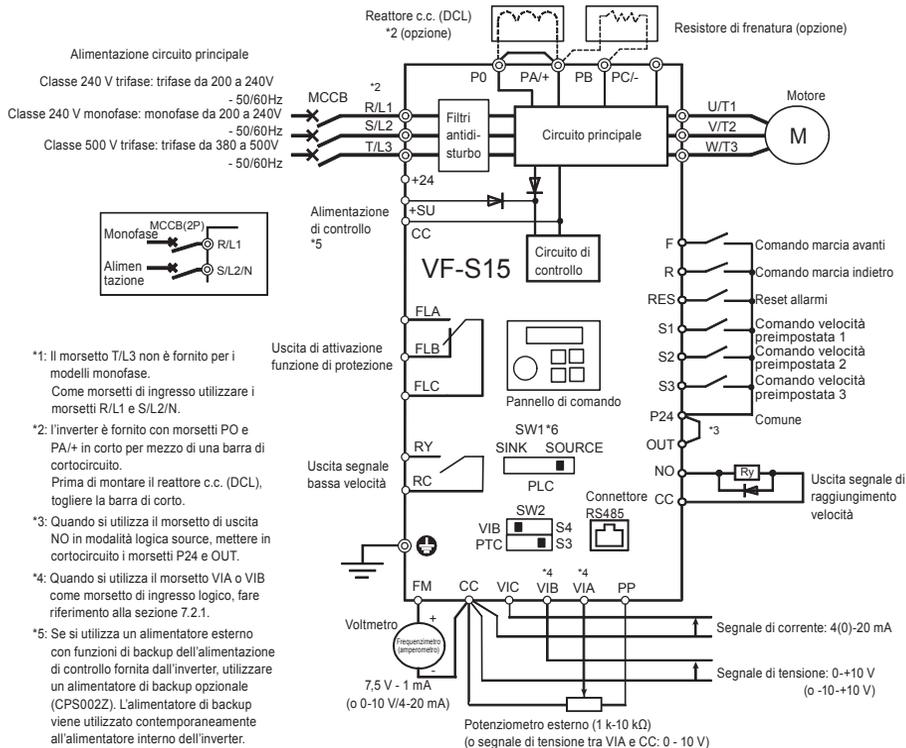 Reattore c.c. (DCL)
*2 (opzione)
Resistore di frenatura (opzione)
Alimentazione circuito principale
Classe 240 V trifase: trifase da 200 a 240V
- 50/60Hz
Classe 240 V monofase: monofase da 200 a 240V
- 50/60Hz
Classe 500 V trifase: trifase da 380 a 500V
- 50/60Hz
MCCB
*2
R/L1
S/L2
T/L3
P0
PA/+
PB
PC/-
Filtri
antidi-
sturbo
Circuito principale
U/T1
V/T2
W/T3
Motore
M
+24
+SU
CC
Alimentazione
di controllo
*5
Circuito di
controllo
VF-S15
Monofase
MCCB(2P)
R/L1
Alimen
tazione
S/L2/N
F
Comando marcia avanti
R
Comando marcia indietro
RES
Reset allarmi
S1
Comando velocità
preimpostata 1
S2
Comando velocità
preimpostata 2
S3
Comando velocità
preimpostata 3
P24
Comune
*3
OUT
NO
Ry
CC
Uscita segnale di
raggiungimento
velocità
FLA
FLB
FLC
Uscita di attivazione
funzione di protezione
Pannello di comando
SW1*6
SINK
SOURCE
PLC
RY
RC
Uscita segnale
bassa velocità
SW2
VIB
S4
PTC
S3
Connettore
RS485
*1: Il morsetto T/L3 non è fornito per i
modelli monofase.
Come morsetti di ingresso utilizzare i
morsetti R/L1 e S/L2/N.
*2: l'inverter è fornito con morsetti PO e
PA/+ in corto per mezzo di una barra di
cortocircuito.
Prima di montare il reattore c.c. (DCL),
togliere la barra di corto.
*3: Quando si utilizza il morsetto di uscita
NO in modalità logica source, mettere in
cortocircuito i morsetti P24 e OUT.
*4: Quando si utilizza il morsetto VIA o VIB
come morsetto di ingresso logico, fare
riferimento alla sezione 7.2.1.
*5: Se si utilizza un alimentatore esterno
con funzioni di backup dell'alimentazione
di controllo fornita dall'inverter, utilizzare
un alimentatore di backup opzionale
(CPS002Z). L'alimentatore di backup
viene utilizzato contemporaneamente
all'alimentatore interno dell'inverter.
FM
CC
VIC
*4
VIB
*4
VIA
PP
Voltmetro
+
Frequenzimetro
(amperometro)
-
7,5 V - 1 mA
(o 0-10 V/4-20 mA)
Segnale di corrente: 4(0)-20 mA
Segnale di tensione: 0-+10 V
(o -10-+10 V)
Potenziometro esterno (1 k-10 kΩ)
(o segnale di tensione tra VIA e CC: 0 - 10 V)